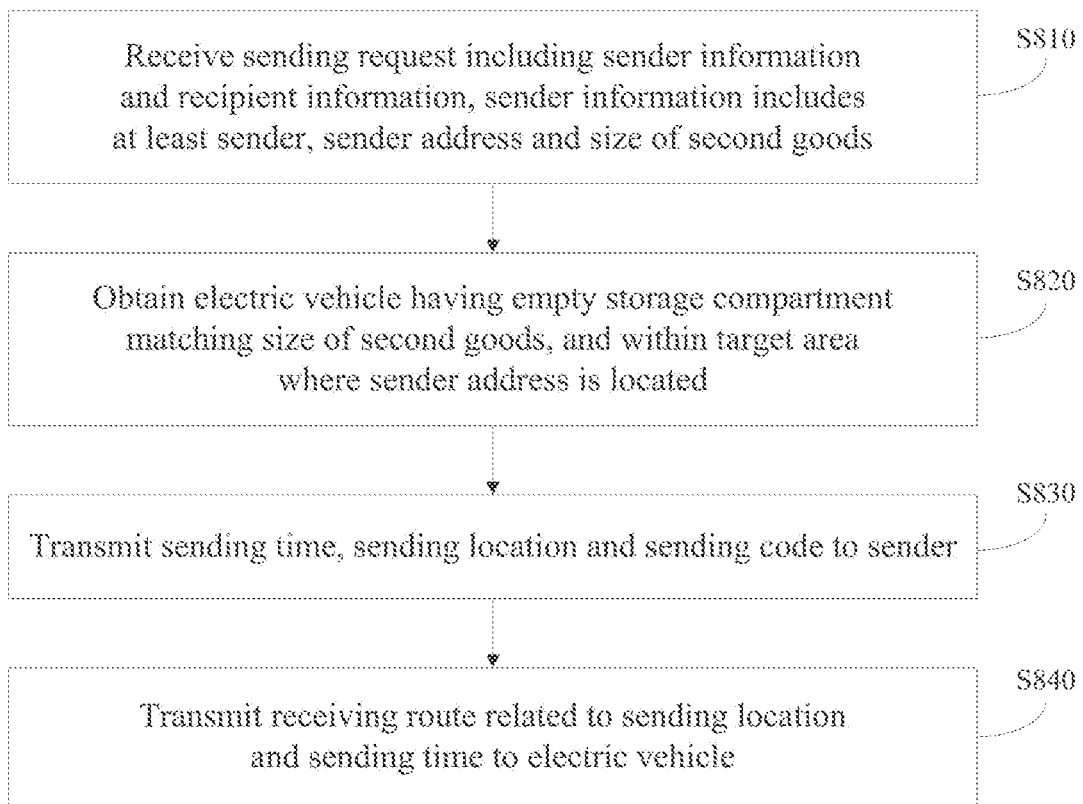 S810
Receive sending request including sender information
and recipient information, sender information includes
at least sender, sender address and size of second goods
S820
Obtain electric vehicle having empty storage compartment
matching size of second goods, and within target area
where sender address is located
S830
Transmit sending time, sending location and sending code to sender
S840
Transmit receiving route related to sending location
and sending time to electric vehicle